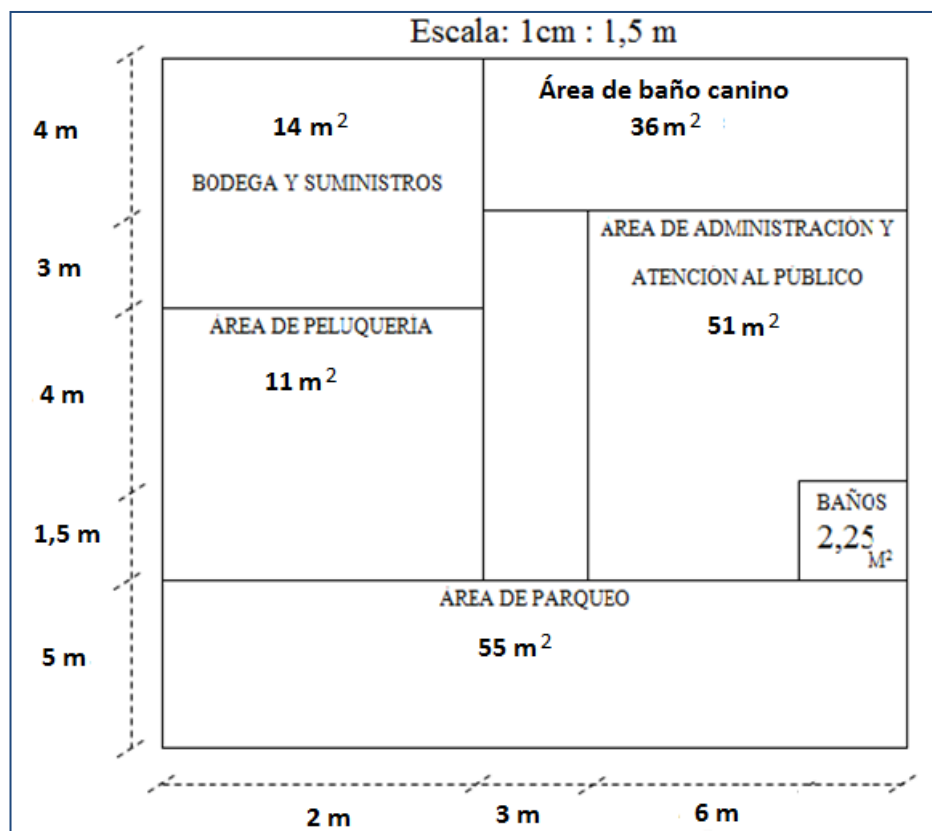 Escala: 1cm : 1,5 m
4 m
3 m
4 m
1,5 m
5 m
14 m²
BODEGA Y SUMINISTROS
Área de baño canino
36 m²
AREA DE ADMINISTRACIÓN Y
ATENCIÓN AL PÚBLICO
51 m²
ÁREA DE PELUQUERÍA
11 m²
BAÑOS
2,25 M²
ÁREA DE PARQUEO
55 m²
2 m
3 m
6 m